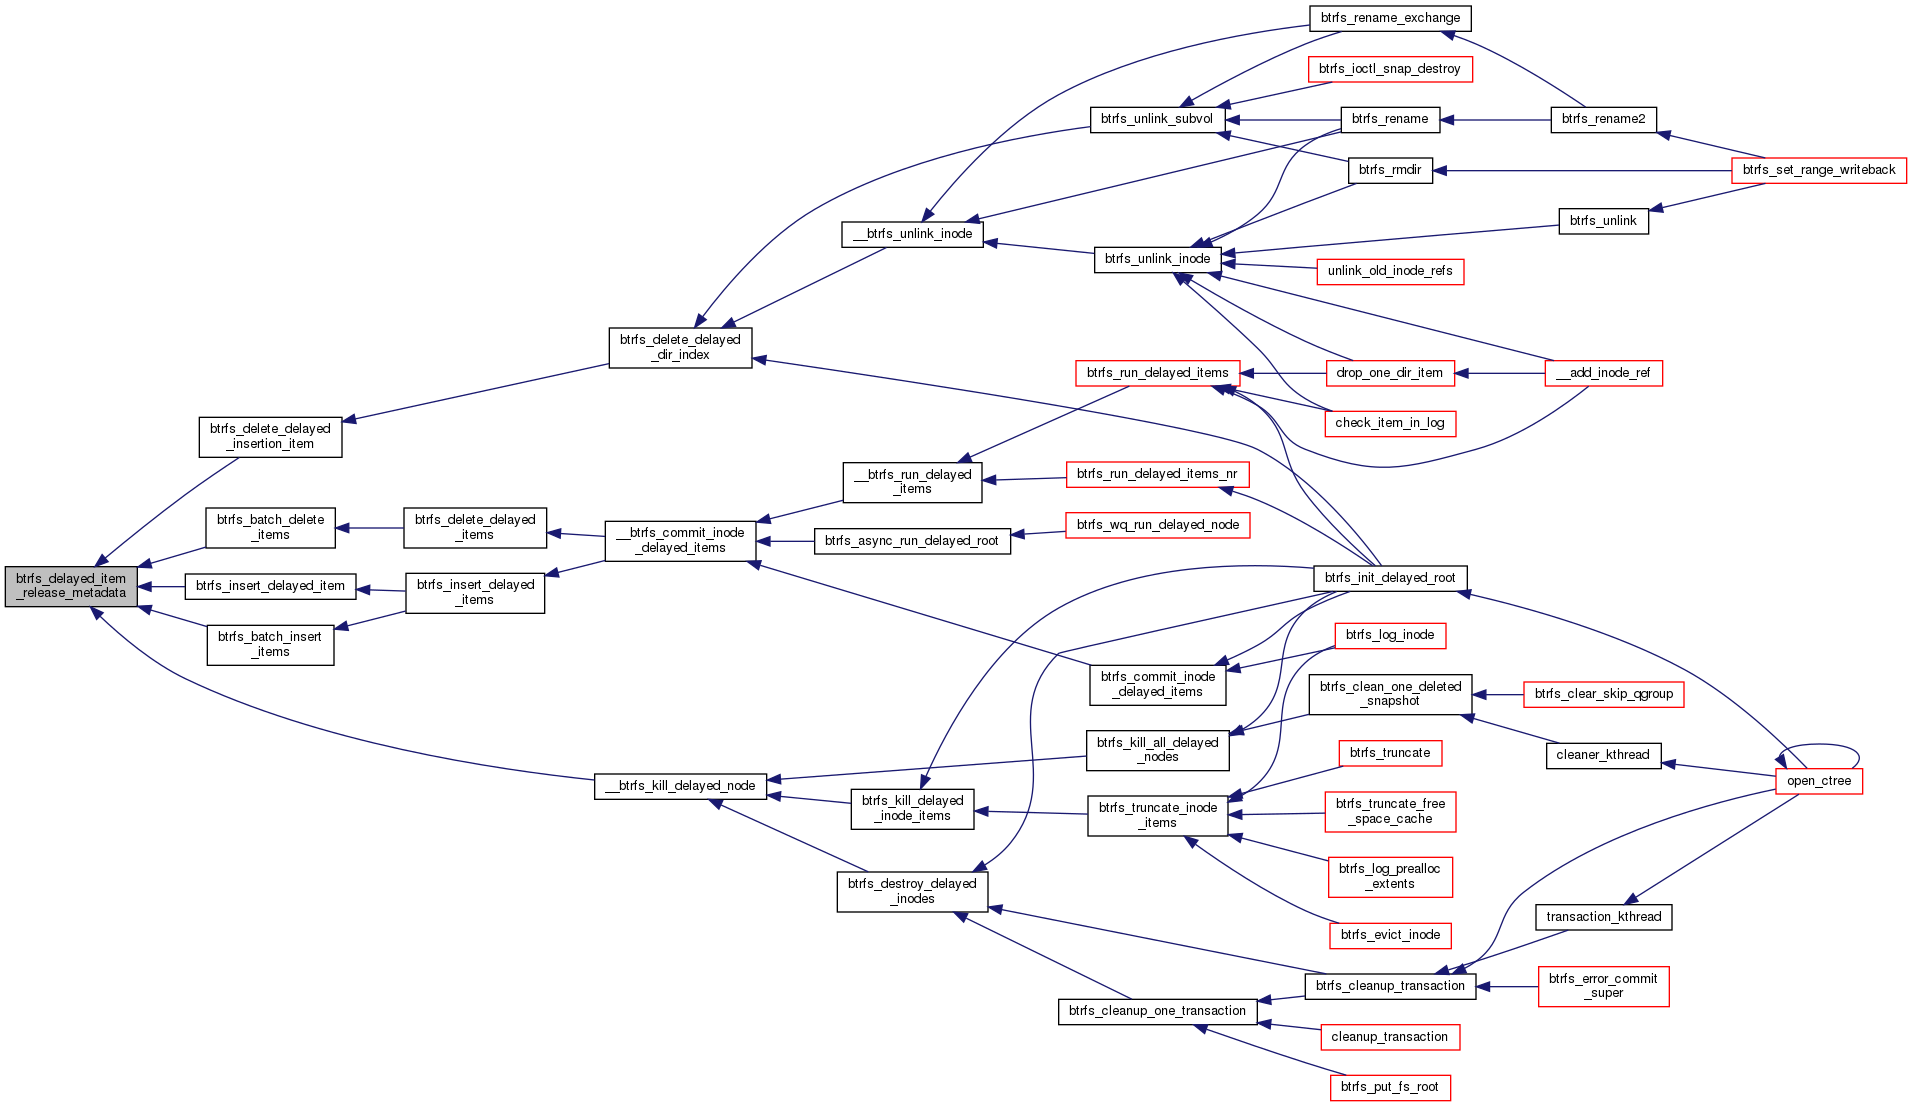 btrfs_rename_exchange
btrfs_ioctl_snap_destroy
btrfs_unlink_subvol
btrfs_rename
btrfs_rename2
btrfs_rmdir
btrfs_set_range_writeback
btrfs_unlink
__btrfs_unlink_inode
btrfs_unlink_inode
unlink_old_inode_refs
btrfs_delete_delayed
_dir_index
btrfs_run_delayed_items
drop_one_dir_item
__add_inode_ref
check_item_in_log
btrfs_delete_delayed
_insertion_item
__btrfs_run_delayed
_items
btrfs_run_delayed_items_nr
btrfs_batch_delete
_items
btrfs_delete_delayed
_items
__btrfs_commit_inode
_delayed_items
btrfs_async_run_delayed_root
btrfs_wq_run_delayed_node
btrfs_delayed_item
_release_metadata
btrfs_insert_delayed_item
btrfs_insert_delayed
_items
btrfs_init_delayed_root
btrfs_batch_insert
_items
btrfs_log_inode
btrfs_commit_inode
_delayed_items
btrfs_clean_one_deleted
_snapshot
btrfs_clear_skip_qgroup
btrfs_kill_all_delayed
_nodes
btrfs_truncate
cleaner_kthread
open_ctree
__btrfs_kill_delayed_node
btrfs_kill_delayed
_inode_items
btrfs_truncate_inode
_items
btrfs_truncate_free
_space_cache
btrfs_log_prealloc
_extents
btrfs_destroy_delayed
_inodes
btrfs_evict_inode
transaction_kthread
btrfs_cleanup_transaction
btrfs_error_commit
_super
btrfs_cleanup_one_transaction
cleanup_transaction
btrfs_put_fs_root